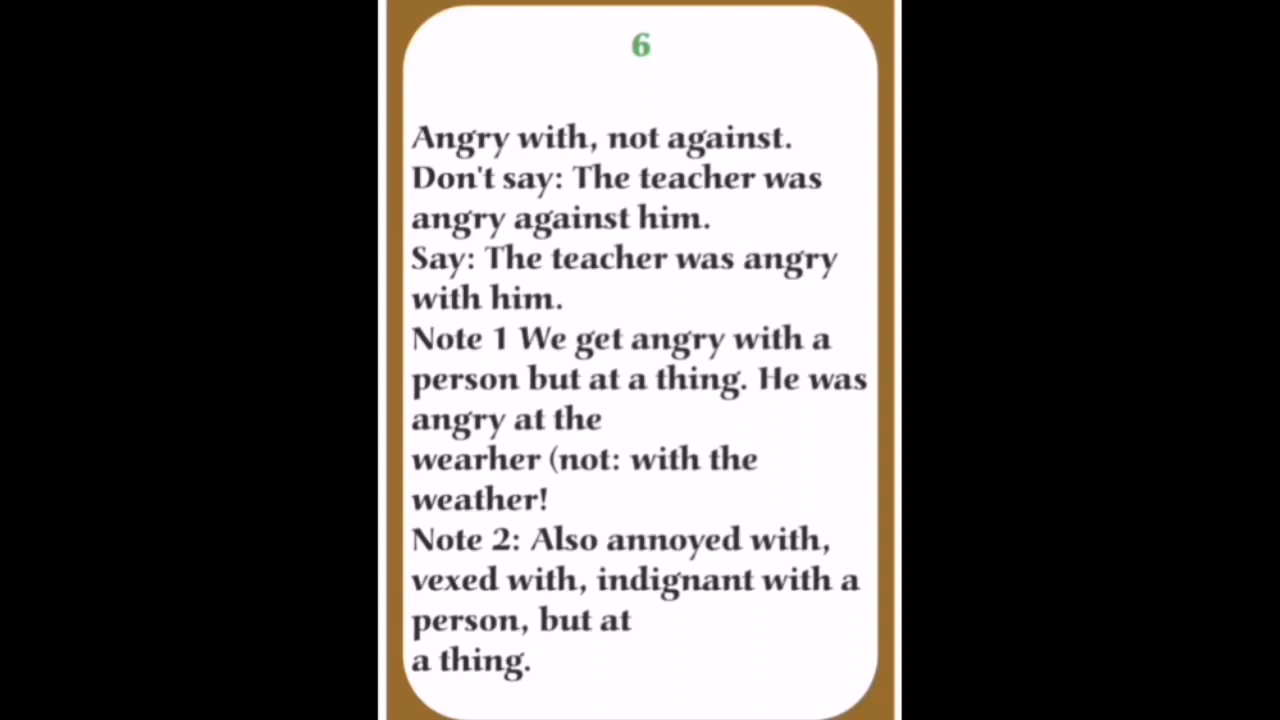 6
Angry with, not against.
Don't say: The teacher was
angry against him.
Say: The teacher was angry
with him.
Note 1 We get angry with a
person but at a thing. He was
angry at the
wearher (not: with the
weather!
Note 2: Also annoyed with,
vexed with, indignant with a
person, but at
a thing.